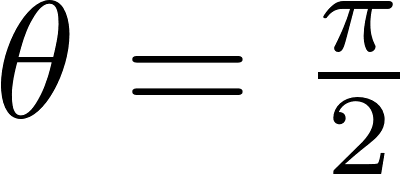 θ = π/2